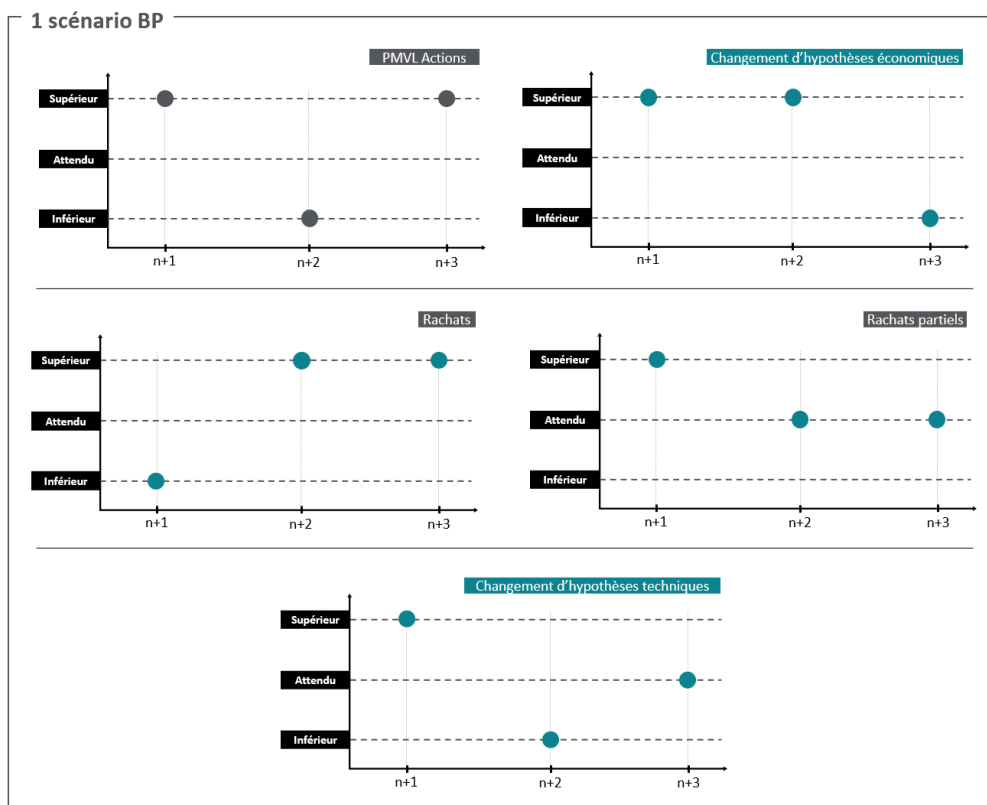 1 scénario BP
PMVL Actions
Supérieur
Attendu
Inférieur
n+1
n+2
n+3
Changement d'hypothèses économiques
Supérieur
Attendu
Inférieur
n+1
n+2
n+3
Rachats
Supérieur
Attendu
Inférieur
n+1
n+2
n+3
Rachats partiels
Supérieur
Attendu
Inférieur
n+1
n+2
n+3
Changement d'hypothèses techniques
Supérieur
Attendu
Inférieur
n+1
n+2
n+3